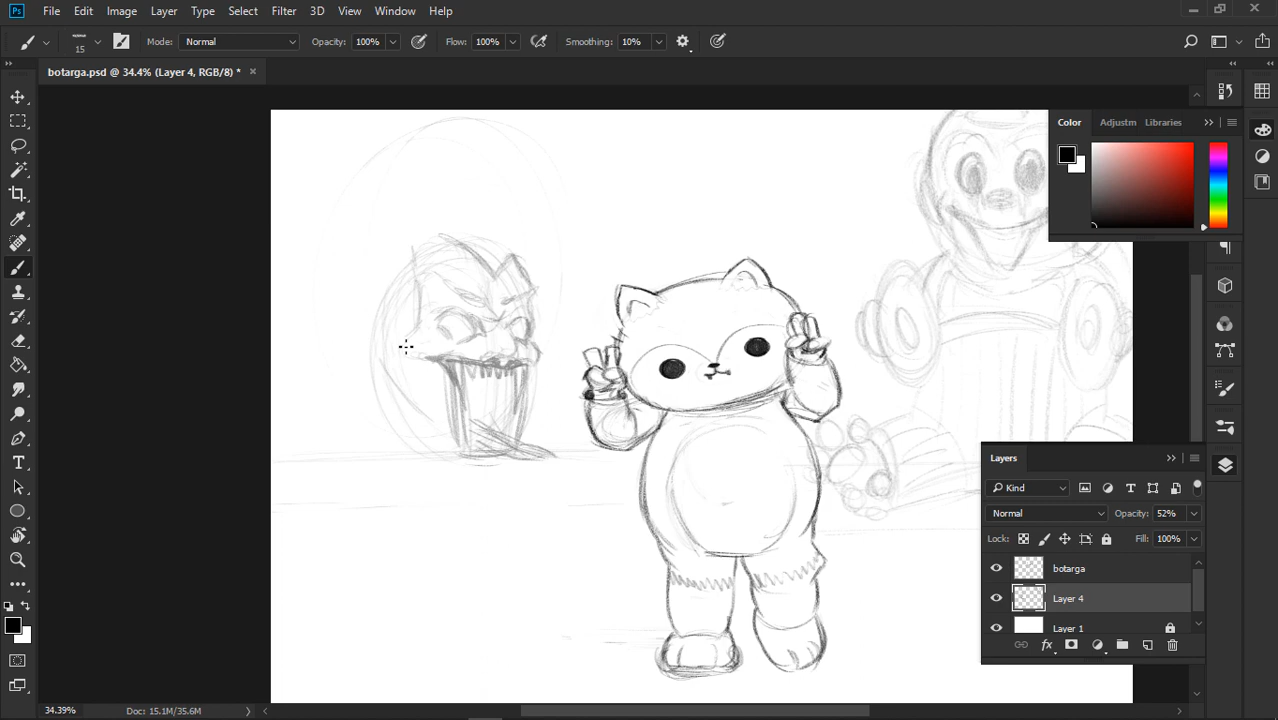 Ps File Edit Image Layer Type Select Filter 3D View Window Help
15 Mode: Normal Opacity: 100% Flow: 100% Smoothing: 10%
botarga.psd @ 34.4% (Layer 4, RGB/8) *
Color Adjustm Libraries
Layers
Kind
Normal Opacity: 52%
Lock: Fill: 100%
botarga
Layer 4
Layer 1
34.39% Doc: 15.1M/35.6M